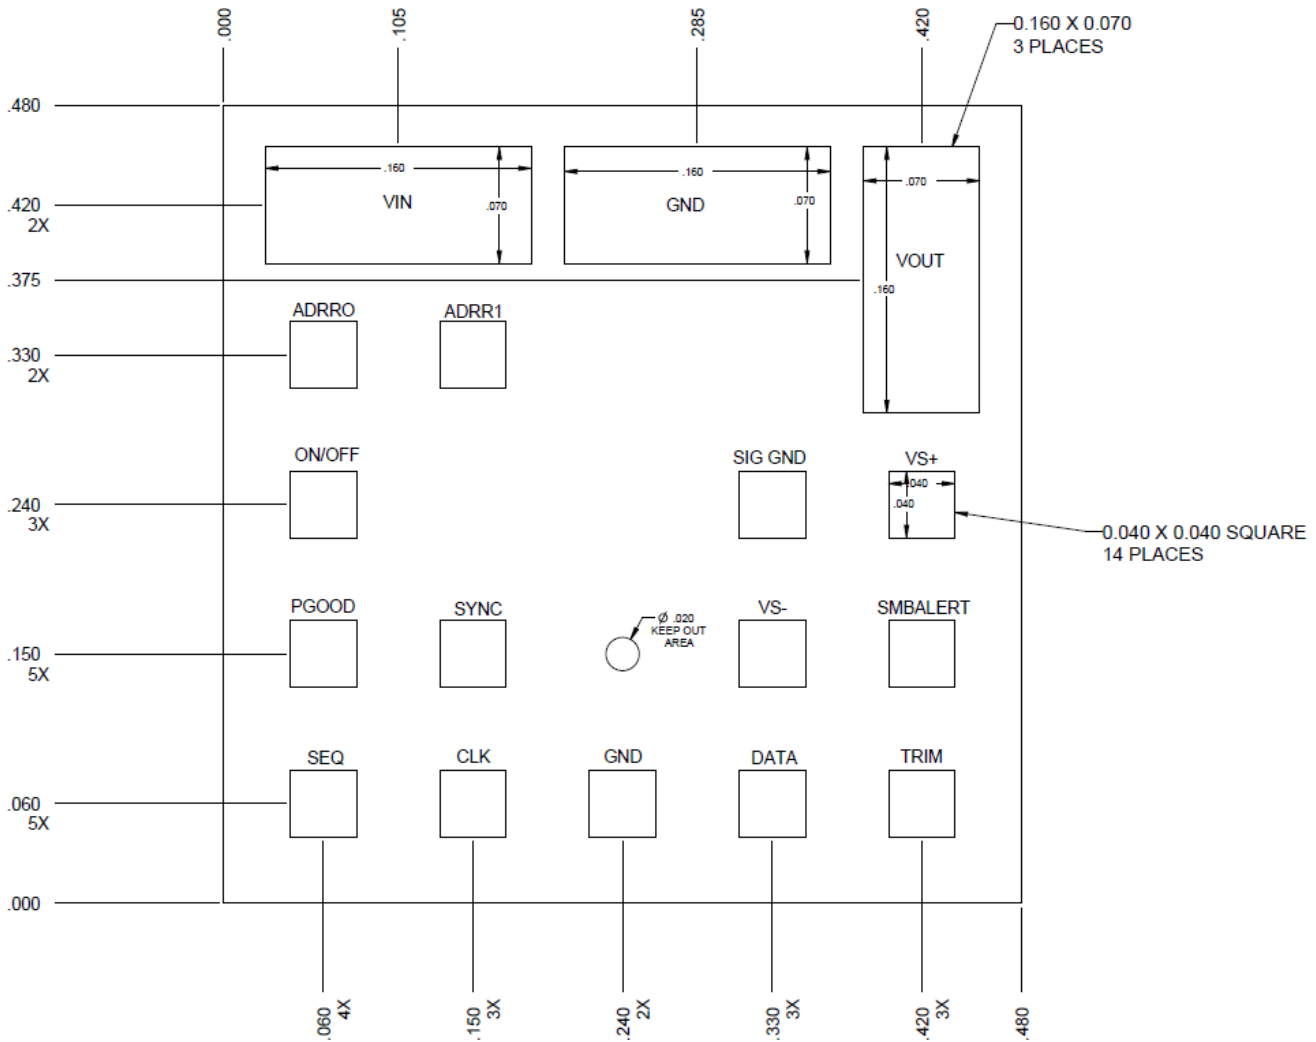 .000
.105
.285
.420
0.160 X 0.070
3 PLACES
.480
.160
.070
VIN
.160
.070
GND
.070
.160
VOUT
.420
2X
.375
ADRRO
ADRR1
.330
2X
ON/OFF
SIG GND
VS+
.040
.040
.240
3X
0.040 X 0.040 SQUARE
14 PLACES
PGOOD
SYNC
Ø .020
KEEP OUT
AREA
VS-
SMBALERT
.150
5X
SEQ
CLK
GND
DATA
TRIM
.060
5X
.000
.060 4X
.150 3X
.240 2X
.330 3X
.420 3X
.480